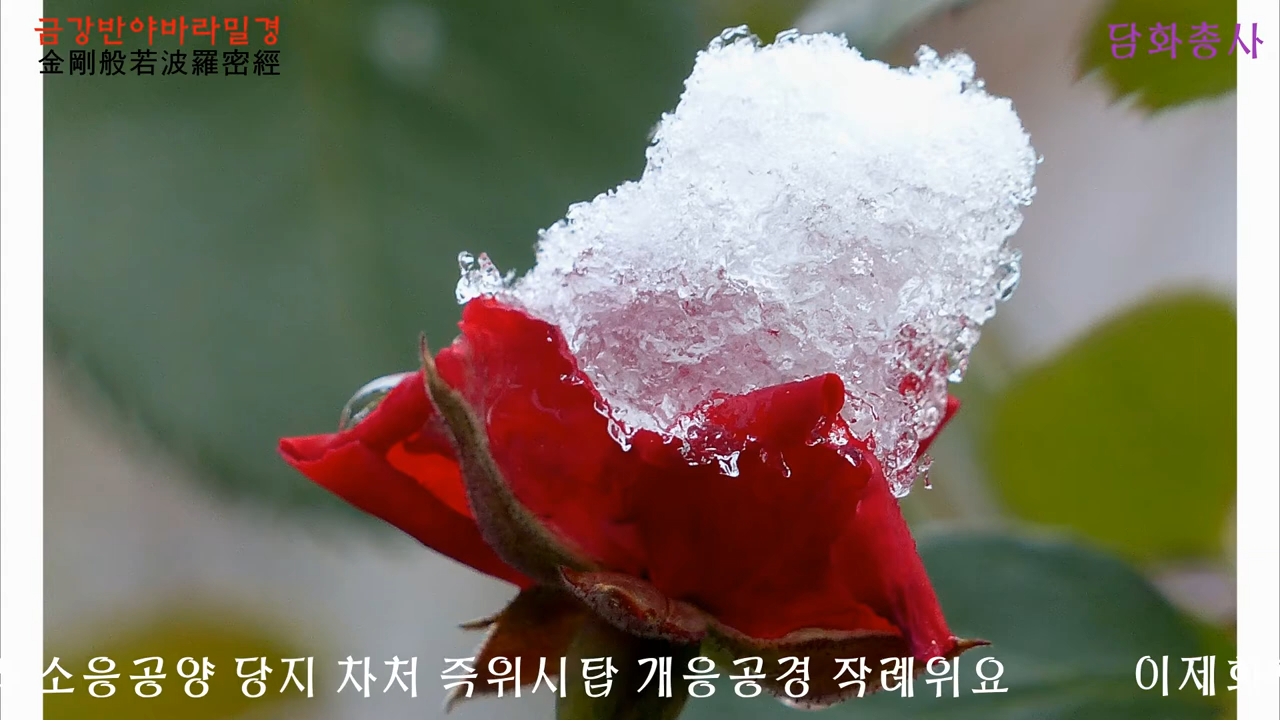 금강반야바라밀경
金剛般若波羅密經
담화총사
소응공양 당지 차처 즉위시탑 개응공경 작례위요 이제